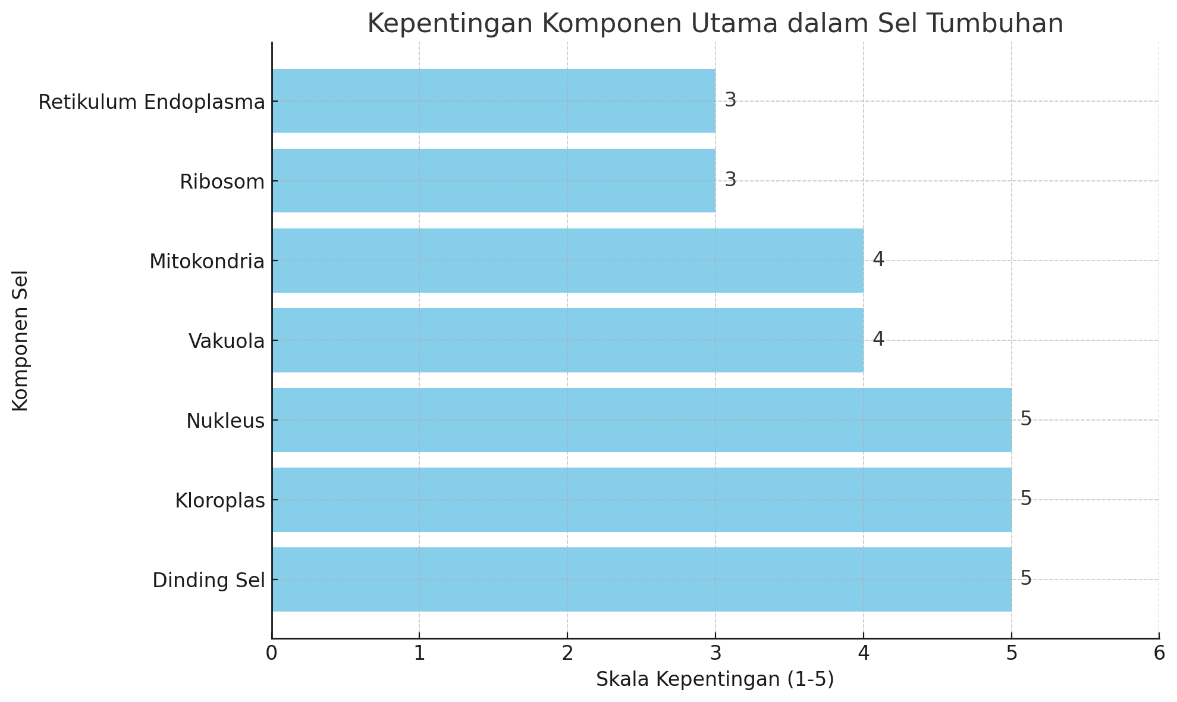 Kepentingan Komponen Utama dalam Sel Tumbuhan
Komponen Sel
Retikulum Endoplasma
3
Ribosom
3
Mitokondria
4
Vakuola
4
Nukleus
5
Kloroplas
5
Dinding Sel
5
0 1 2 3 4 5 6
Skala Kepentingan (1-5)